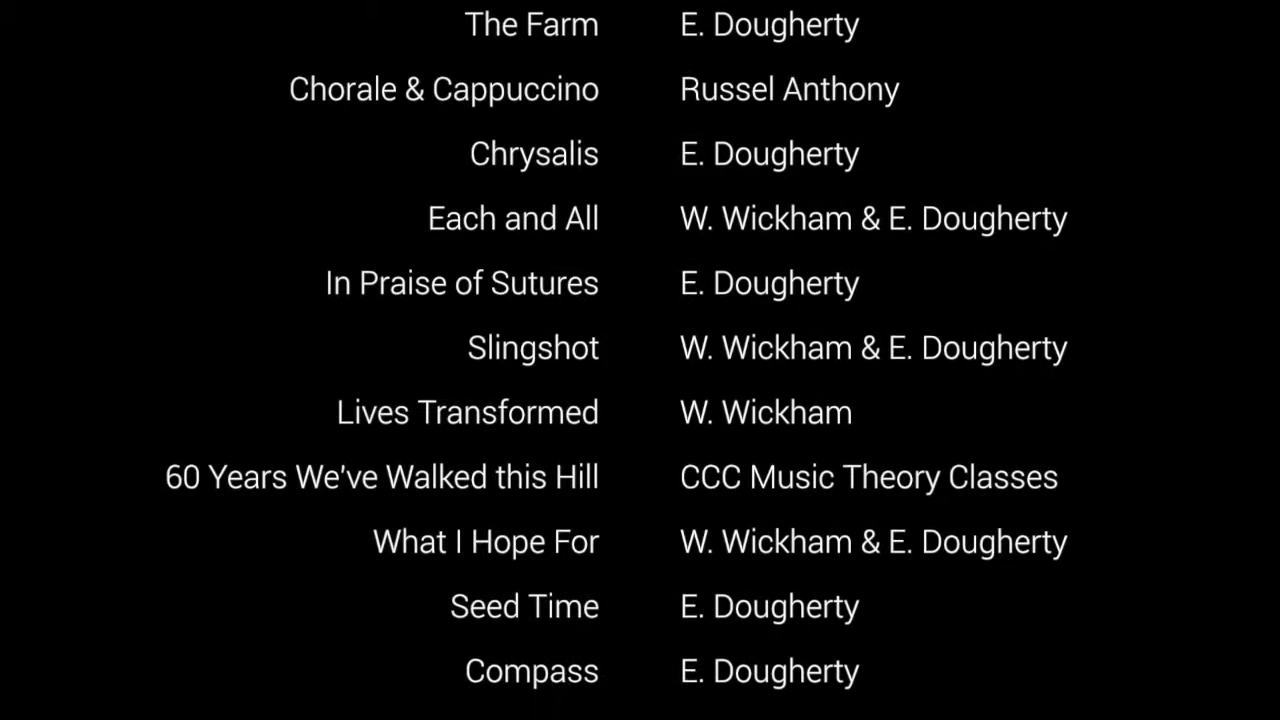 The Farm E. Dougherty
Chorale & Cappuccino Russel Anthony
Chrysalis E. Dougherty
Each and All W. Wickham & E. Dougherty
In Praise of Sutures E. Dougherty
Slingshot W. Wickham & E. Dougherty
Lives Transformed W. Wickham
60 Years We've Walked this Hill CCC Music Theory Classes
What I Hope For W. Wickham & E. Dougherty
Seed Time E. Dougherty
Compass E. Dougherty